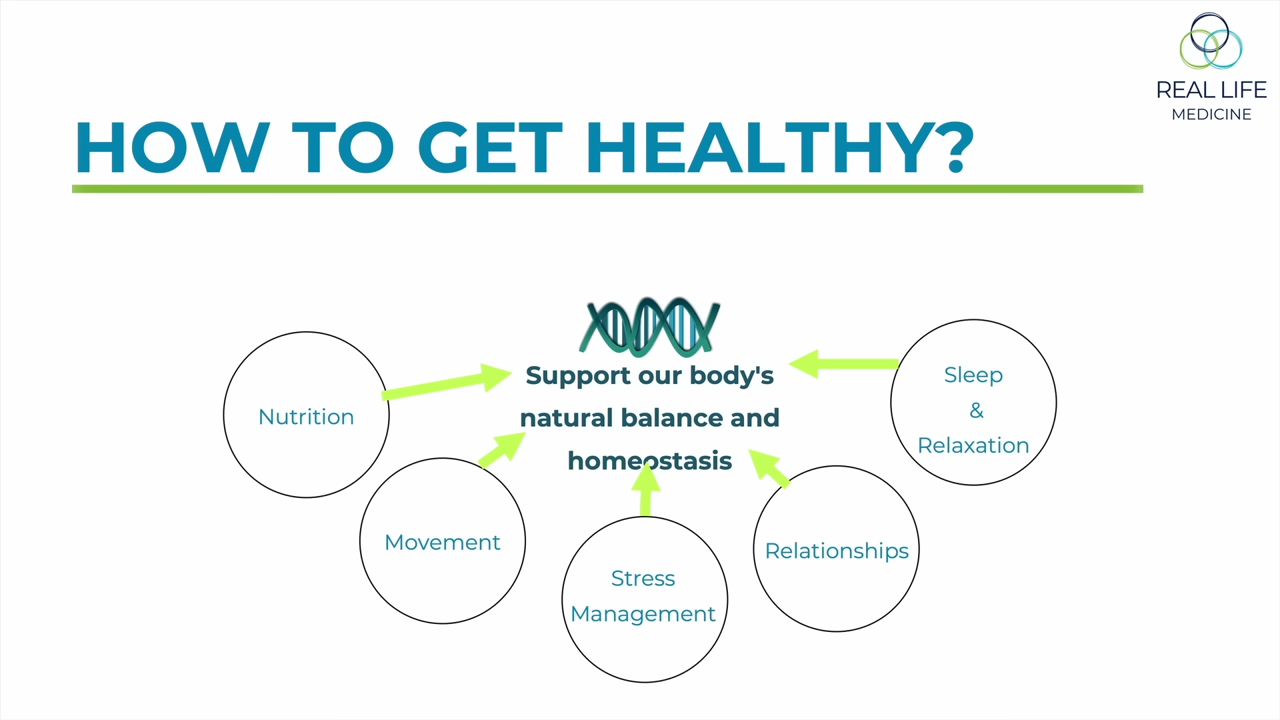 REAL LIFE
MEDICINE
HOW TO GET HEALTHY?
Support our body's
natural balance and
homeostasis
Nutrition
Movement
Stress
Management
Relationships
Sleep
&
Relaxation